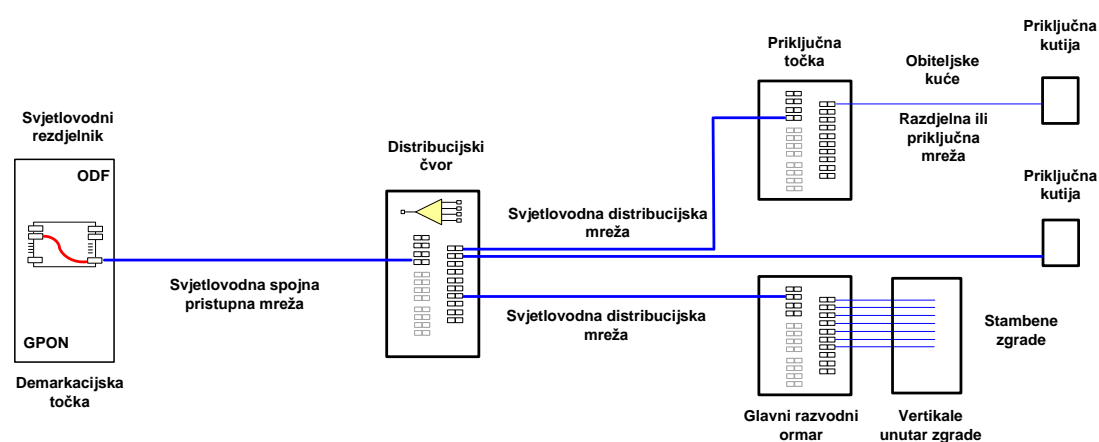 Svjetlovodni
rezdjelnik
ODF
GPON
Demarkacijska
točka
Svjetlovodna spojna
pristupna mreža
Distribucijski
čvor
Svjetlovodna distribucijska
mreža
Svjetlovodna distribucijska
mreža
Priključna
točka
Obiteljske
kuće
Razdjelna ili
priključna
mreža
Priključna
kutija
Priključna
kutija
Stambene
zgrade
Glavni razvodni
ormar
Vertikale
unutar zgrade